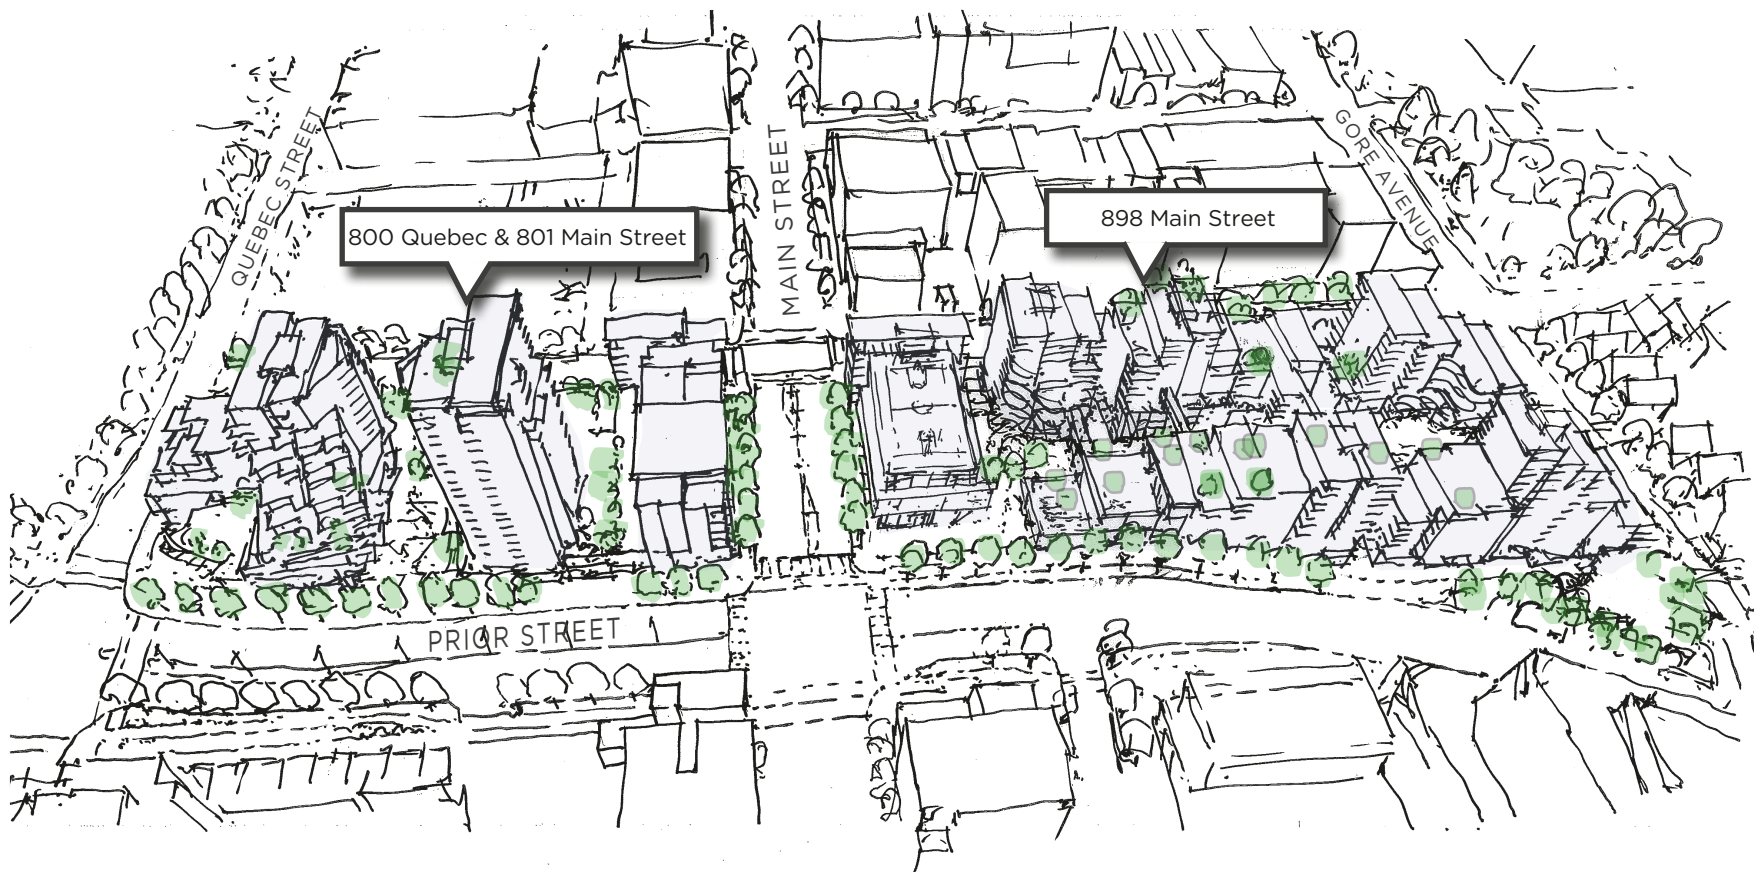 QUEBEC STREET
800 Quebec & 801 Main Street
MAIN STREET
898 Main Street
GORE AVENUE
PRIOR STREET